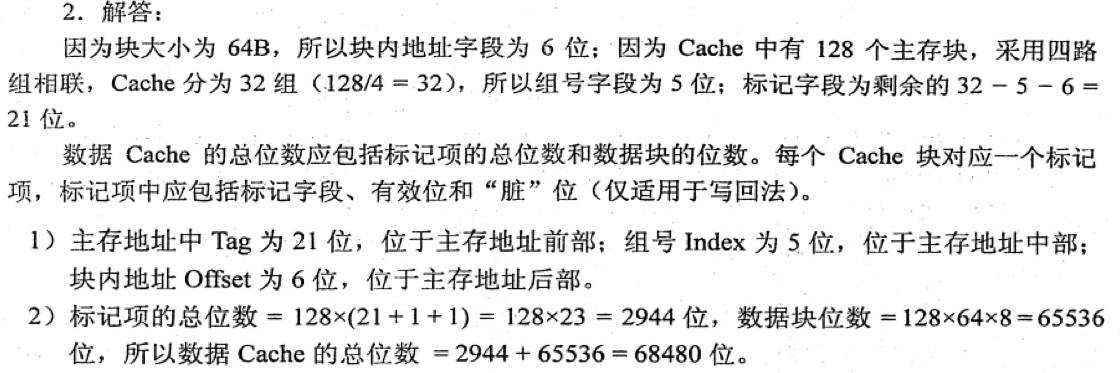 2．解答：
因为块大小为 64B，所以块内地址字段为 6 位；因为 Cache 中有 128 个主存块，采用四路
组相联，Cache 分为 32 组（128/4 = 32），所以组号字段为 5 位；标记字段为剩余的 32 − 5 − 6 =
21 位。
数据 Cache 的总位数应包括标记项的总位数和数据块的位数。每个 Cache 块对应一个标记
项，标记项中应包括标记字段、有效位和“脏”位（仅适用于写回法）。
1）主存地址中 Tag 为 21 位，位于主存地址前部；组号 Index 为 5 位，位于主存地址中部；
块内地址 Offset 为 6 位，位于主存地址后部。
2）标记项的总位数 = 128×(21 + 1 + 1) = 128×23 = 2944 位，数据块位数 = 128×64×8 = 65536
位，所以数据 Cache 的总位数 = 2944 + 65536 = 68480 位。